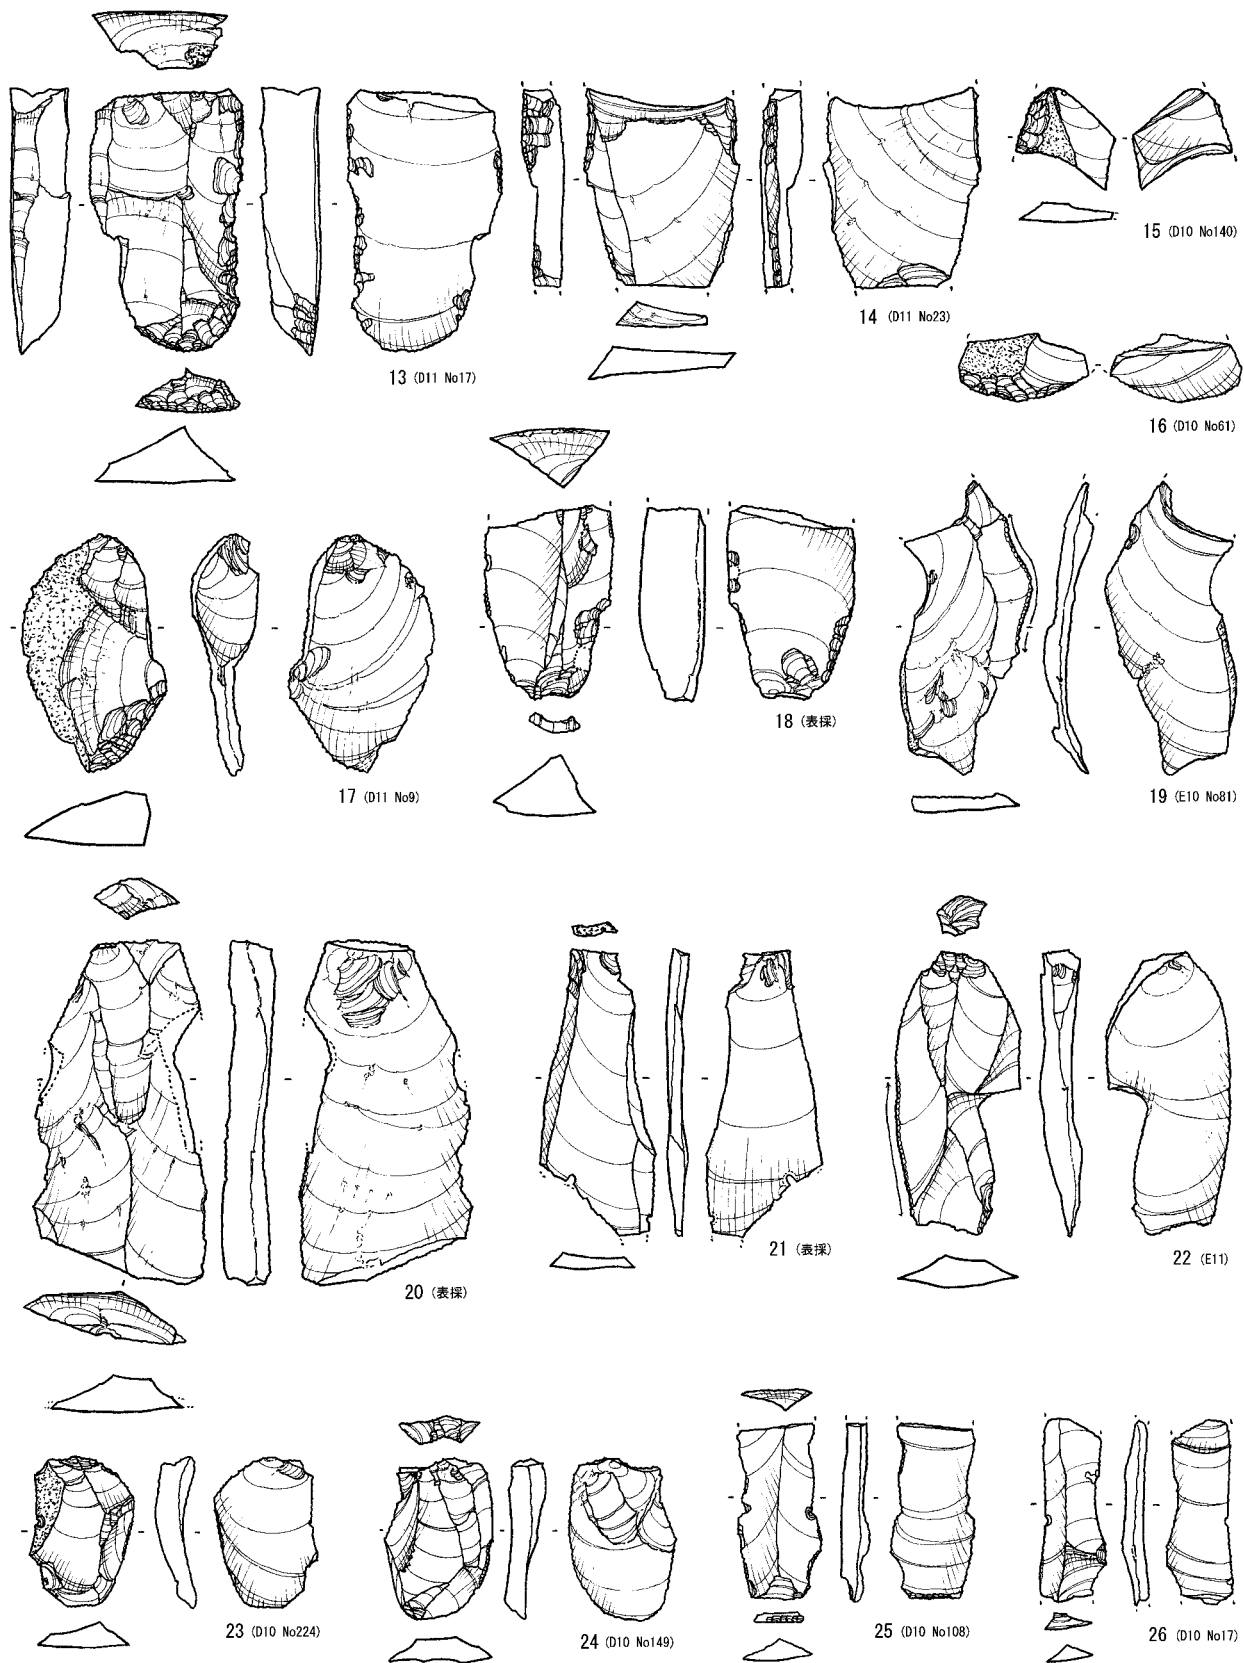 13 (D11 No17)
14 (D11 No23)
15 (D10 No140)
16 (D10 No61)
17 (D11 No9)
18 (表採)
19 (E10 No81)
20 (表採)
21 (表採)
22 (E11)
23 (D10 No224)
24 (D10 No149)
25 (D10 No108)
26 (D10 No17)